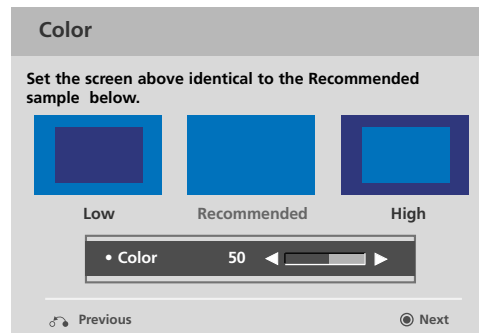 Color
Set the screen above identical to the Recommended
sample below.
Low Recommended High
• Color 50 ◀ ▶
Previous Next